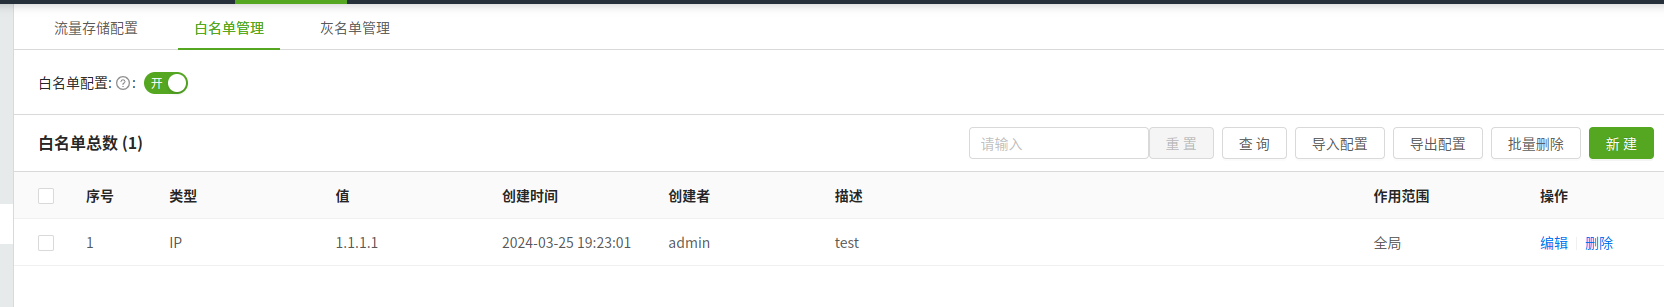 流量存储配置 白名单管理 灰名单管理
白名单配置: ? : 开
白名单总数 (1) 请输入 重 置 查 询 导入配置 导出配置 批量删除 新 建
序号 类型 值 创建时间 创建者 描述 作用范围 操作
1 IP 1.1.1.1 2024-03-25 19:23:01 admin test 全局 编辑 删除